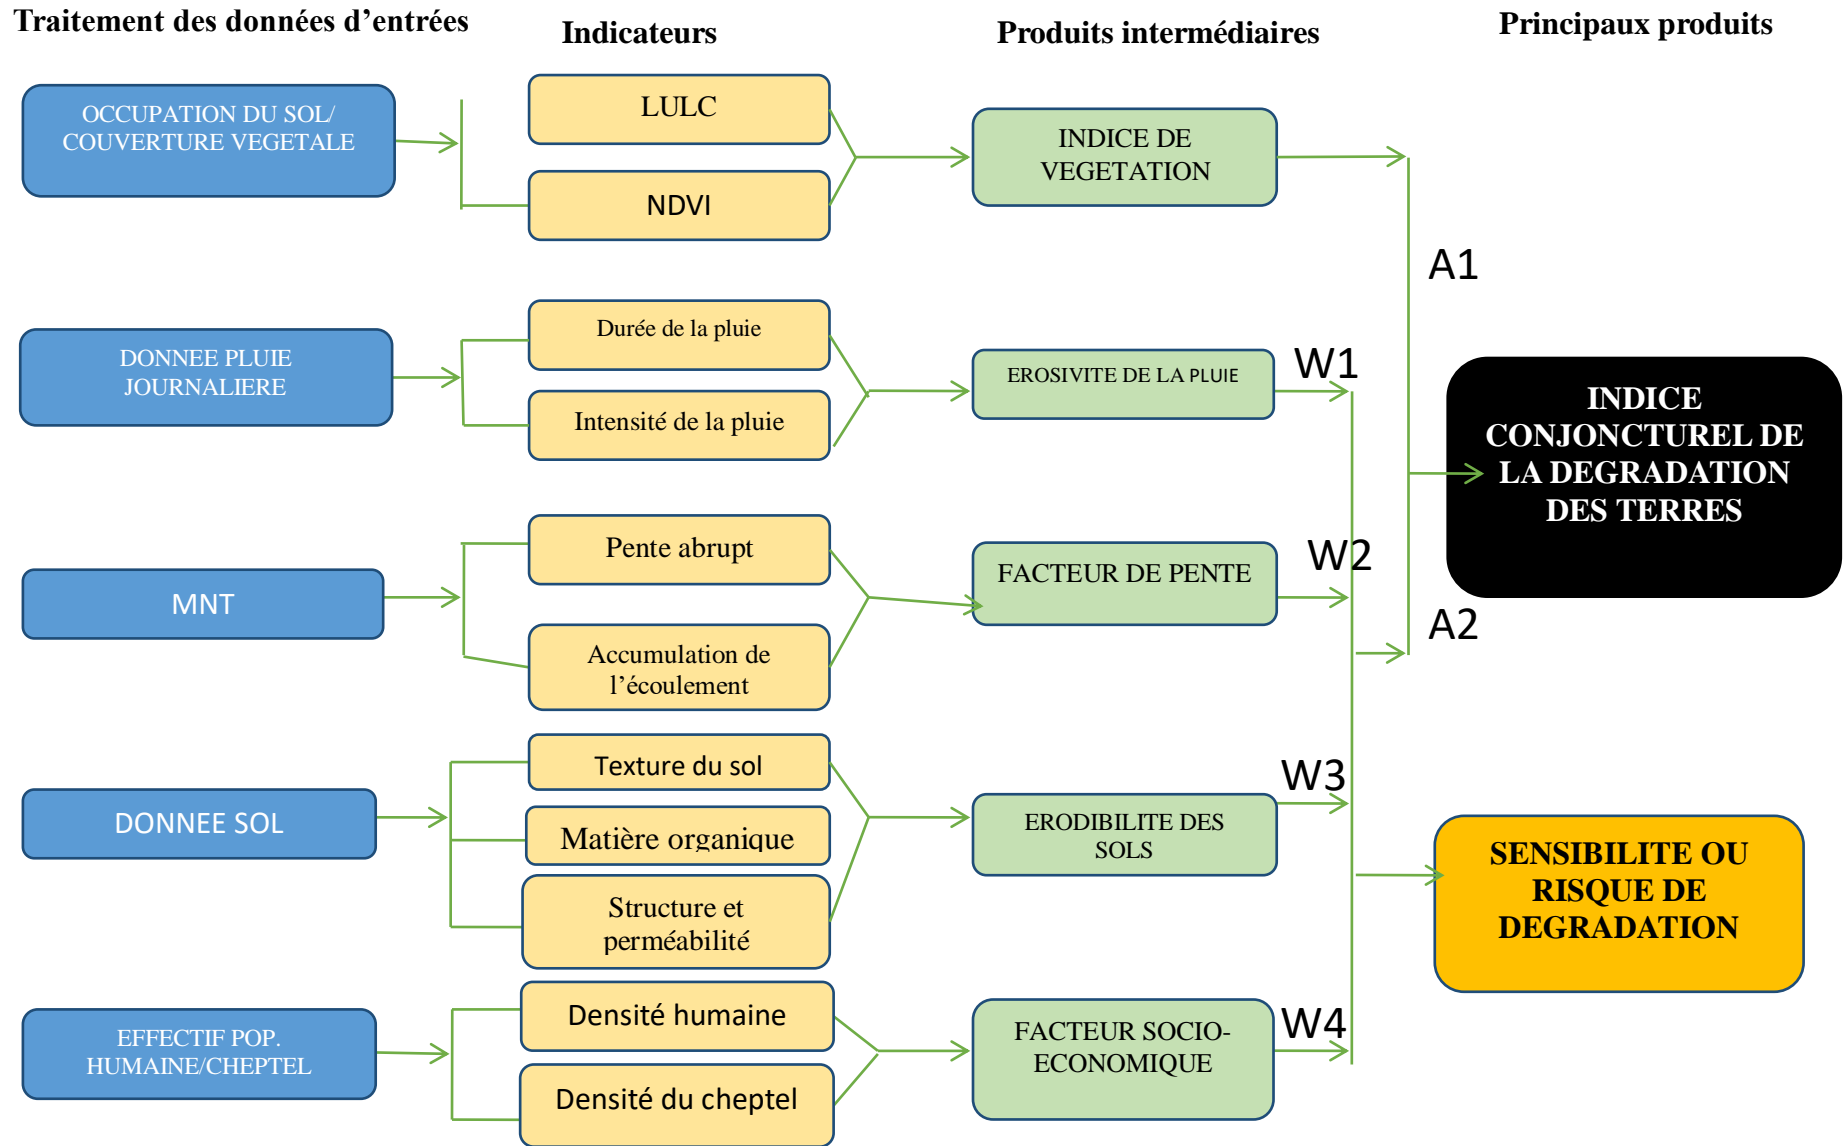 Traitement des données d’entrées
Indicateurs
Produits intermédiaires
Principaux produits
OCCUPATION DU SOL/
COUVERTURE VEGETALE
LULC
NDVI
INDICE DE
VEGETATION
A1
DONNEE PLUIE
JOURNALIERE
Durée de la pluie
Intensité de la pluie
EROSIVITE DE LA PLUIE
W1
INDICE
CONJONCTUREL DE
LA DEGRADATION
DES TERRES
MNT
Pente abrupt
Accumulation de
l’écoulement
FACTEUR DE PENTE
W2
A2
DONNEE SOL
Texture du sol
Matière organique
Structure et
perméabilité
ERODIBILITE DES
SOLS
W3
SENSIBILITE OU
RISQUE DE
DEGRADATION
EFFECTIF POP.
HUMAINE/CHEPTEL
Densité humaine
Densité du cheptel
FACTEUR SOCIO-
ECONOMIQUE
W4